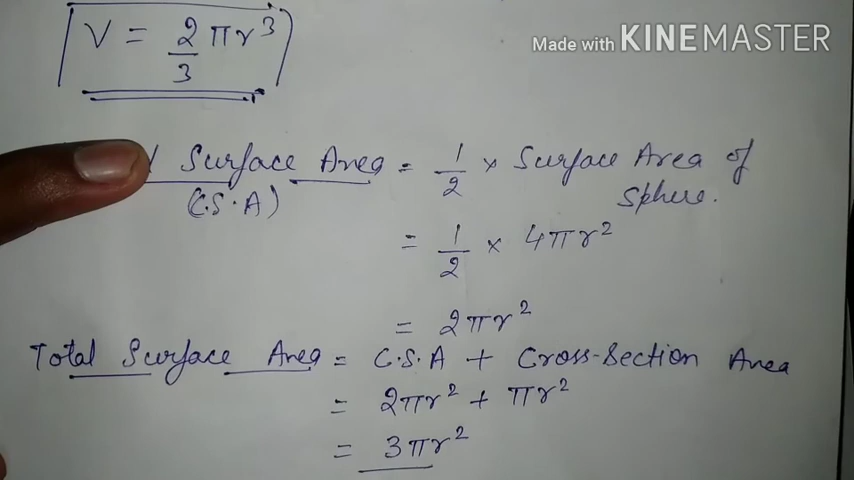 V = 2/3 πr³
Made with KINEMASTER
Surface Area = 1/2 × Surface Area of
(C.S.A) Sphere.
= 1/2 × 4πr²
= 2πr²
Total Surface Area = C.S.A + Cross-Section Area
= 2πr² + πr²
= 3πr²